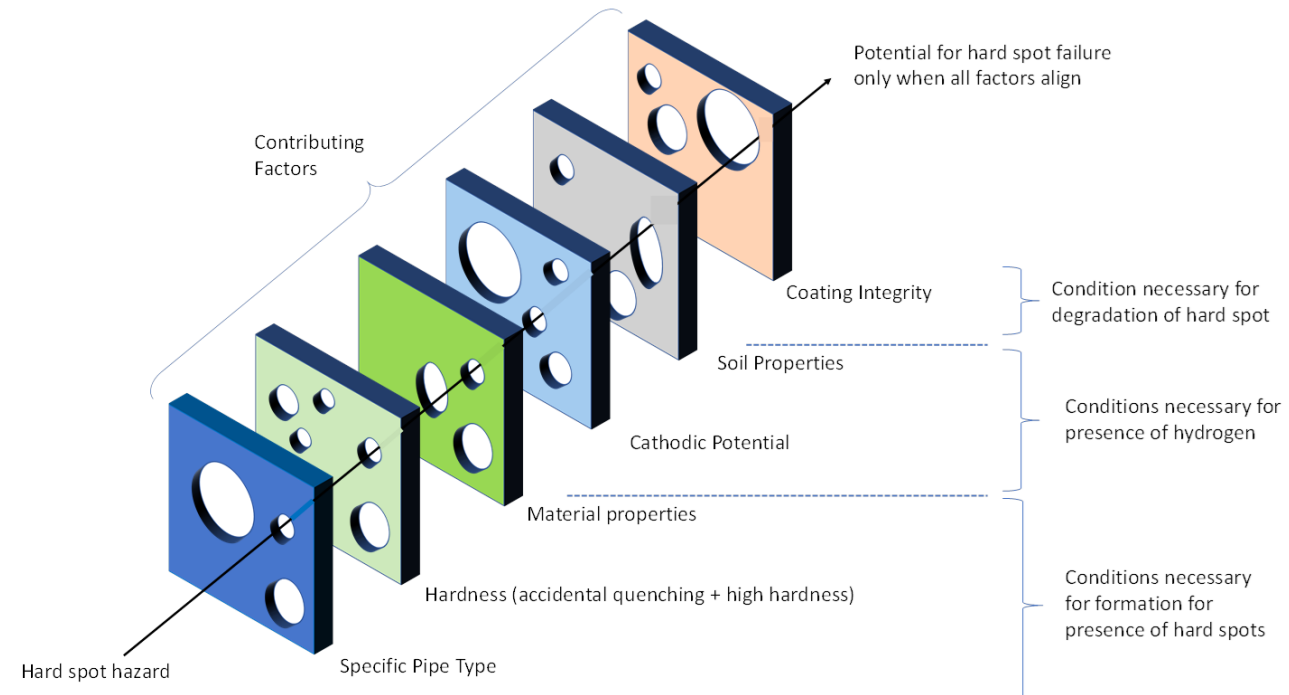 Potential for hard spot failure
only when all factors align
Contributing
Factors
Coating Integrity
Condition necessary for
degradation of hard spot
Soil Properties
Conditions necessary for
presence of hydrogen
Cathodic Potential
Material properties
Conditions necessary
for formation for
presence of hard spots
Hardness (accidental quenching + high hardness)
Specific Pipe Type
Hard spot hazard